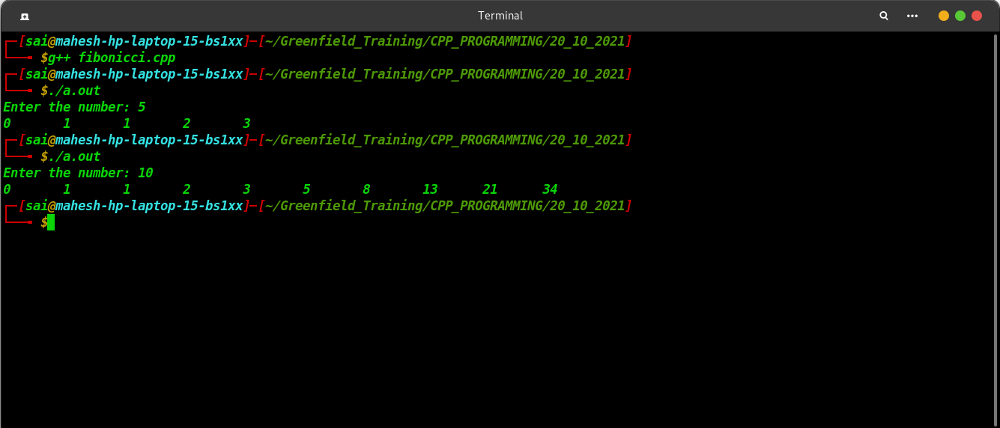 Terminal
[sai@mahesh-hp-laptop-15-bs1xx]-[~/Greenfield_Training/CPP_PROGRAMMING/20_10_2021]
$g++ fibonicci.cpp
[sai@mahesh-hp-laptop-15-bs1xx]-[~/Greenfield_Training/CPP_PROGRAMMING/20_10_2021]
$./a.out
Enter the number: 5
0 1 1 2 3
[sai@mahesh-hp-laptop-15-bs1xx]-[~/Greenfield_Training/CPP_PROGRAMMING/20_10_2021]
$./a.out
Enter the number: 10
0 1 1 2 3 5 8 13 21 34
[sai@mahesh-hp-laptop-15-bs1xx]-[~/Greenfield_Training/CPP_PROGRAMMING/20_10_2021]
$